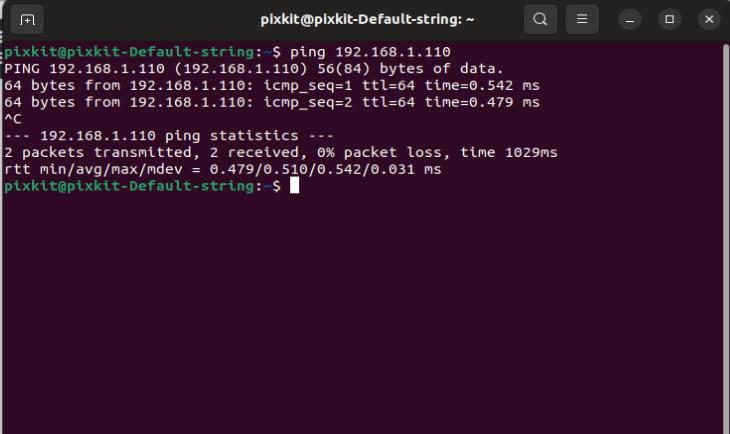 pixkit@pixkit-Default-string: ~
pixkit@pixkit-Default-string:~$ ping 192.168.1.110
PING 192.168.1.110 (192.168.1.110) 56(84) bytes of data.
64 bytes from 192.168.1.110: icmp_seq=1 ttl=64 time=0.542 ms
64 bytes from 192.168.1.110: icmp_seq=2 ttl=64 time=0.479 ms
^C
--- 192.168.1.110 ping statistics ---
2 packets transmitted, 2 received, 0% packet loss, time 1029ms
rtt min/avg/max/mdev = 0.479/0.510/0.542/0.031 ms
pixkit@pixkit-Default-string:~$